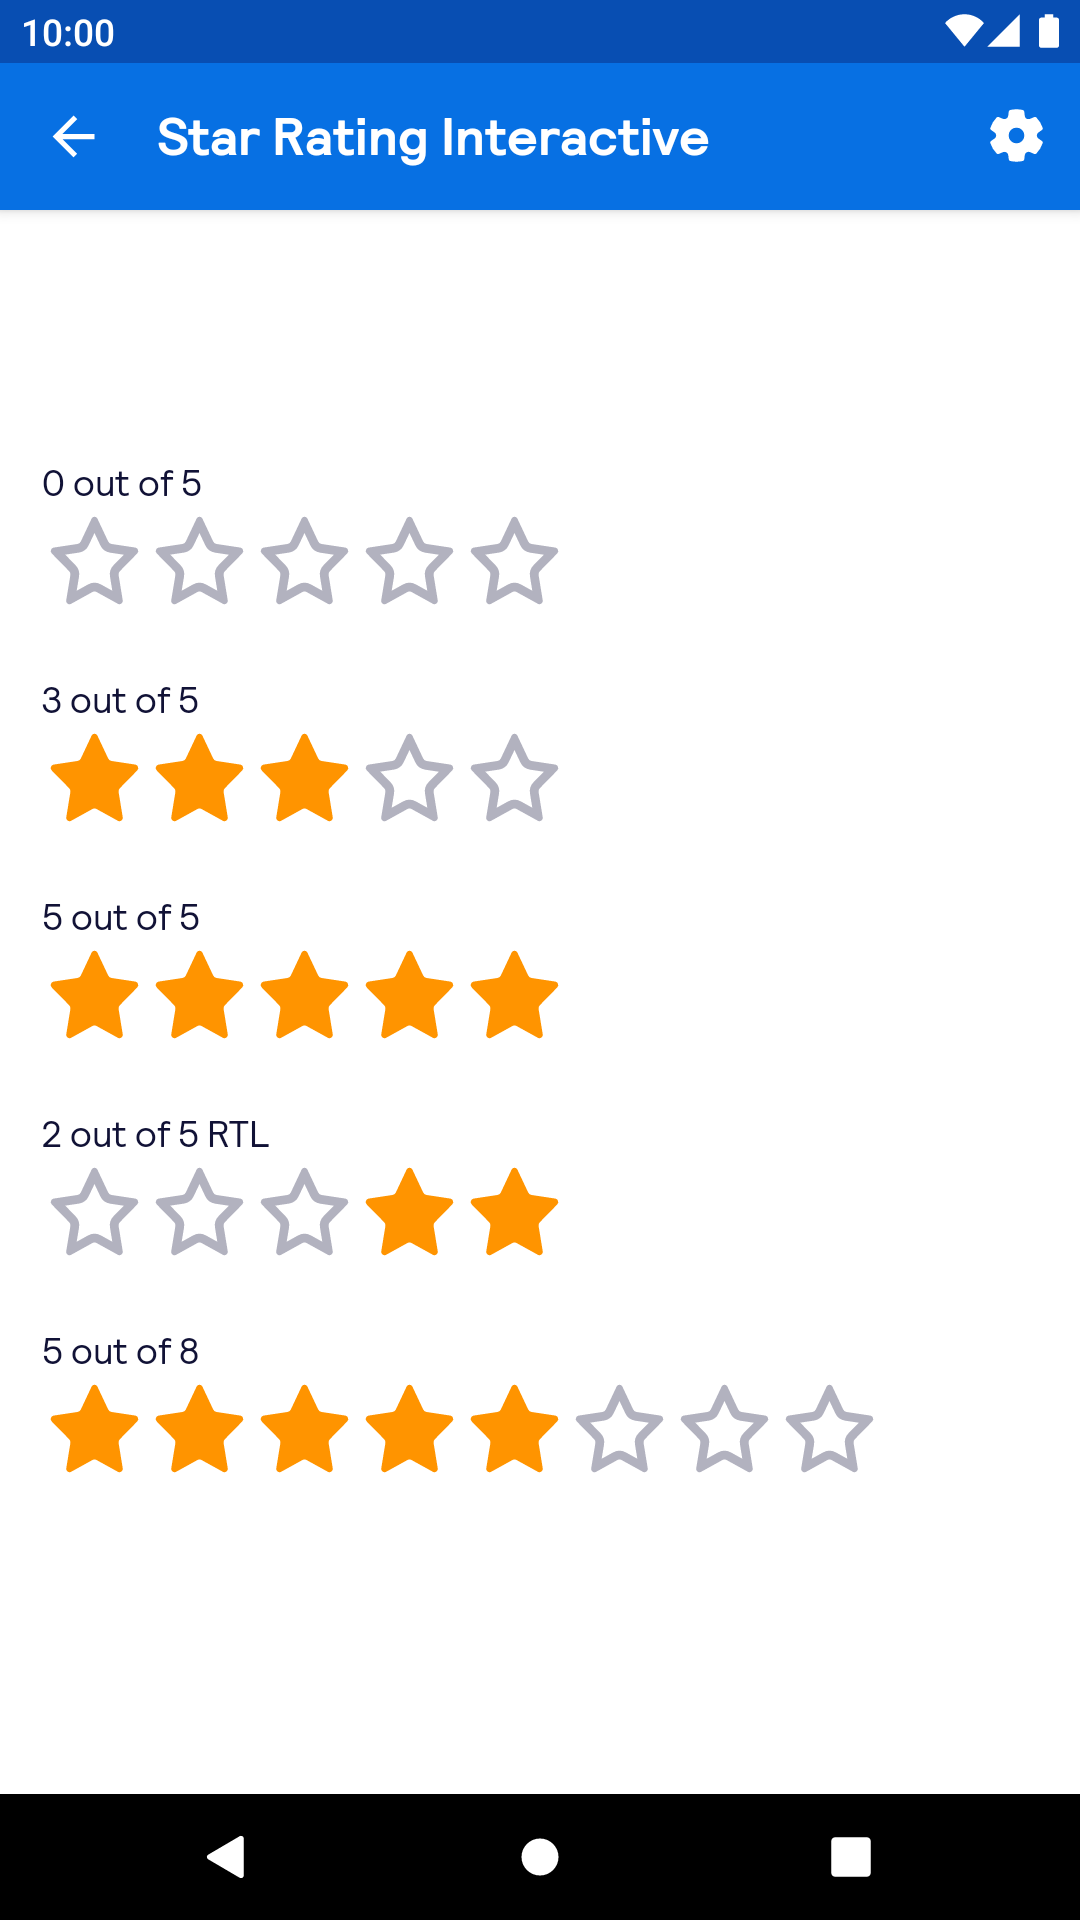 10:00
Star Rating Interactive
0 out of 5
3 out of 5
5 out of 5
2 out of 5 RTL
5 out of 8